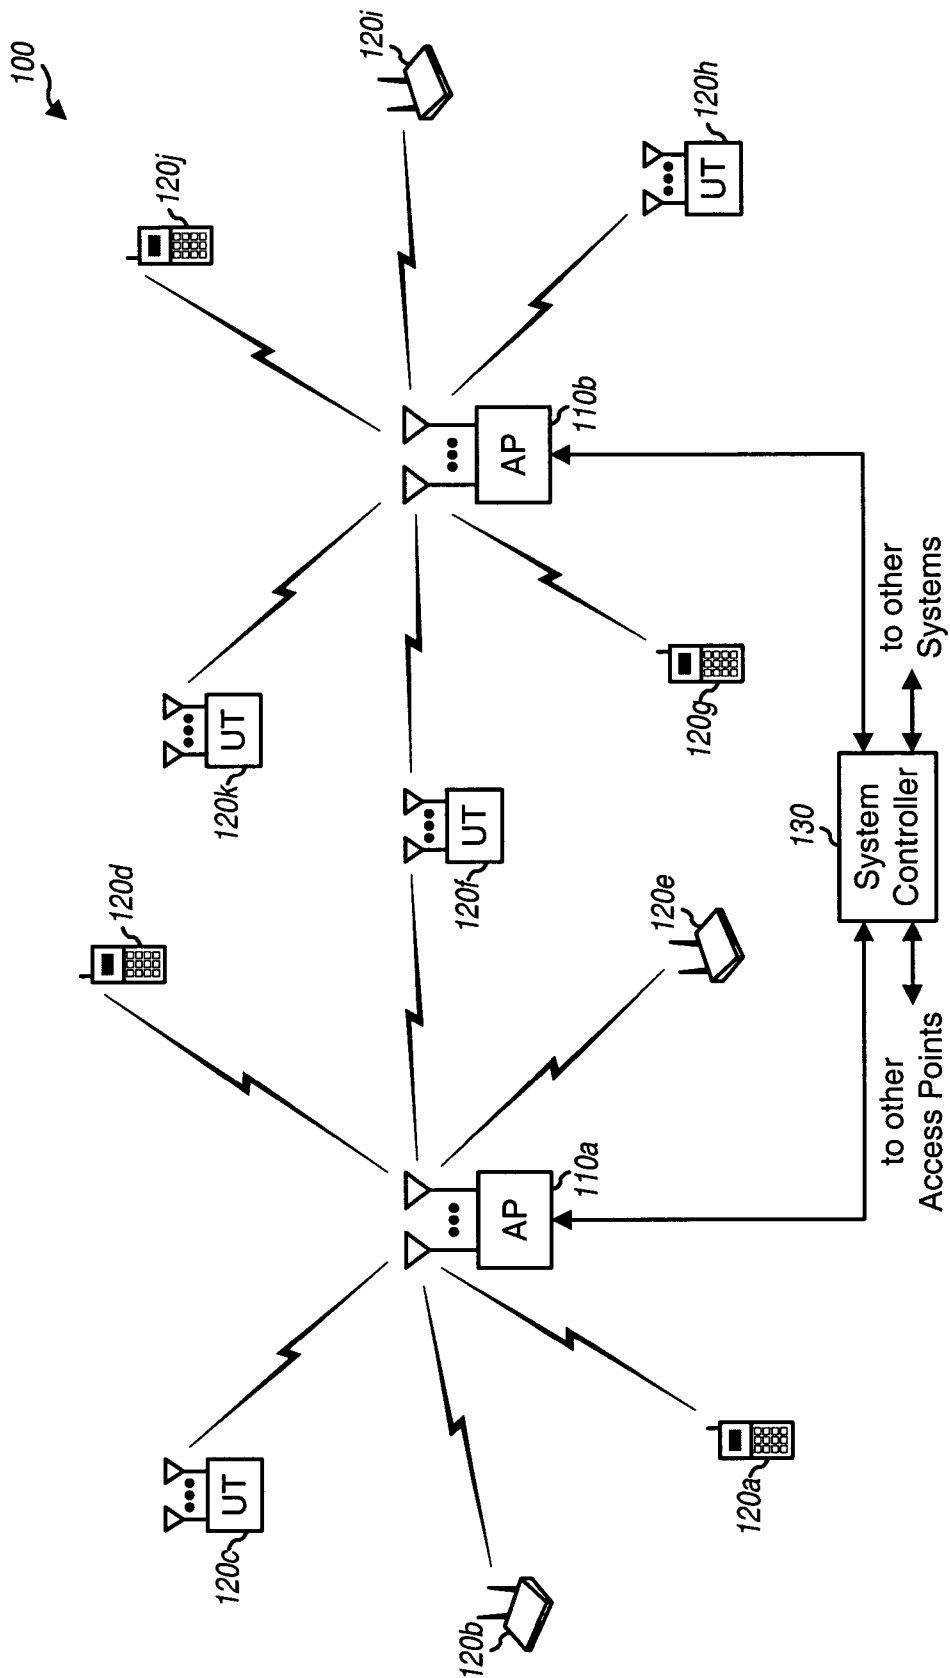 100
120d
120j
120c
UT
120k
UT
120i
120b
AP
110a
120f
UT
AP
110b
120a
120e
120g
UT
120h
130
System
Controller
to other
Access Points
to other
Systems